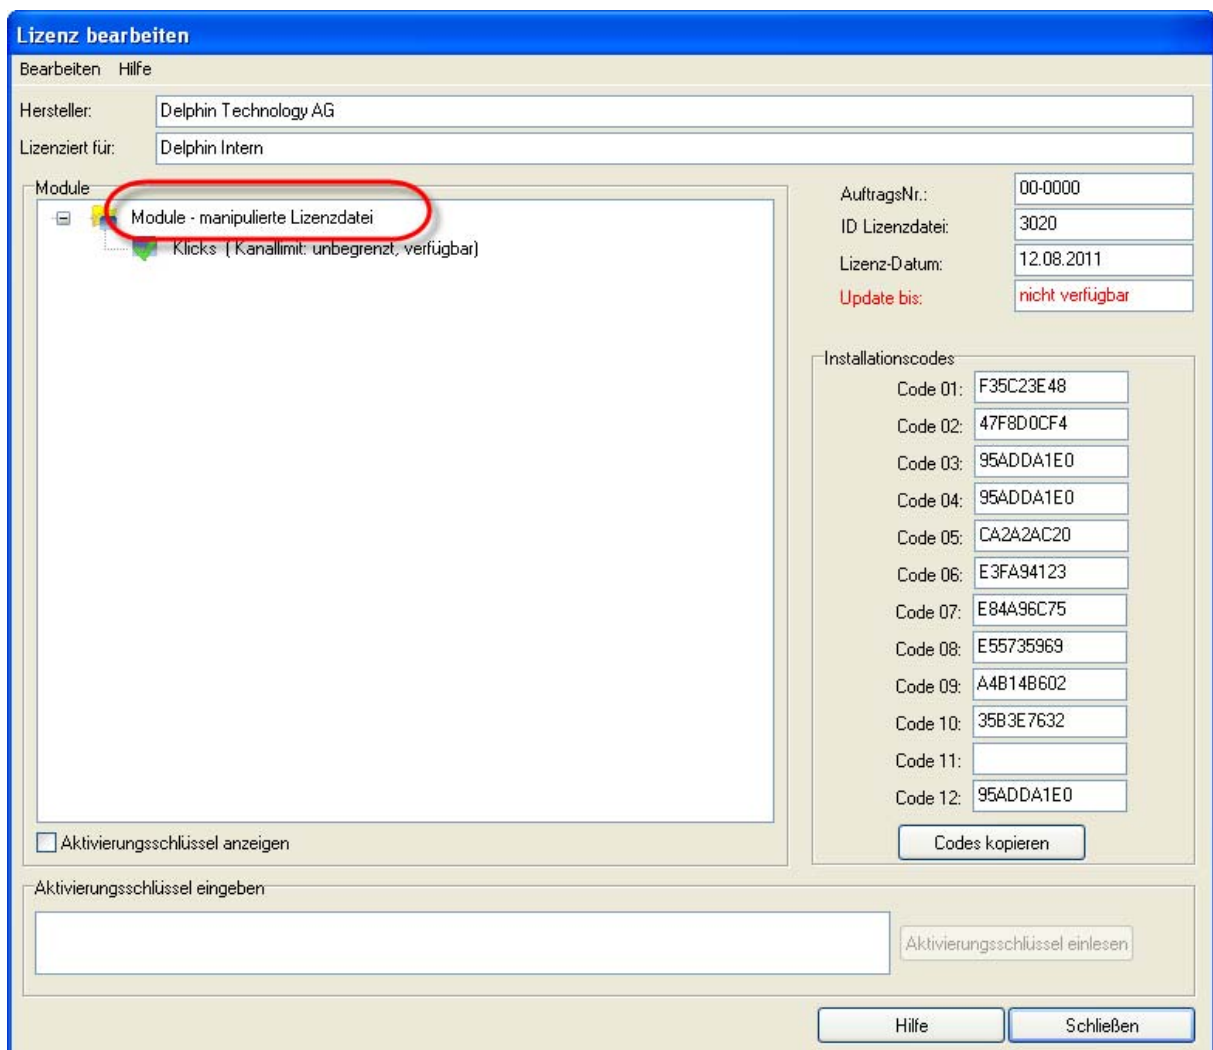 Lizenz bearbeiten
Bearbeiten Hilfe
Hersteller: Delphin Technology AG
Lizenziert für: Delphin Intern
Module
Module - manipulierte Lizenzdatei
Klicks ( Kanallimit: unbegrenzt, verfügbar)
Aktivierungsschlüssel anzeigen
AuftragsNr.: 00-0000
ID Lizenzdatei: 3020
Lizenz-Datum: 12.08.2011
Update bis: nicht verfügbar
Installationscodes
Code 01: F35C23E48
Code 02: 47F8D0CF4
Code 03: 95ADDA1E0
Code 04: 95ADDA1E0
Code 05: CA2A2AC20
Code 06: E3FA94123
Code 07: E84A96C75
Code 08: E55735969
Code 09: A4B14B602
Code 10: 35B3E7632
Code 11:
Code 12: 95ADDA1E0
Codes kopieren
Aktivierungsschlüssel eingeben
Aktivierungsschlüssel einlesen
Hilfe Schließen